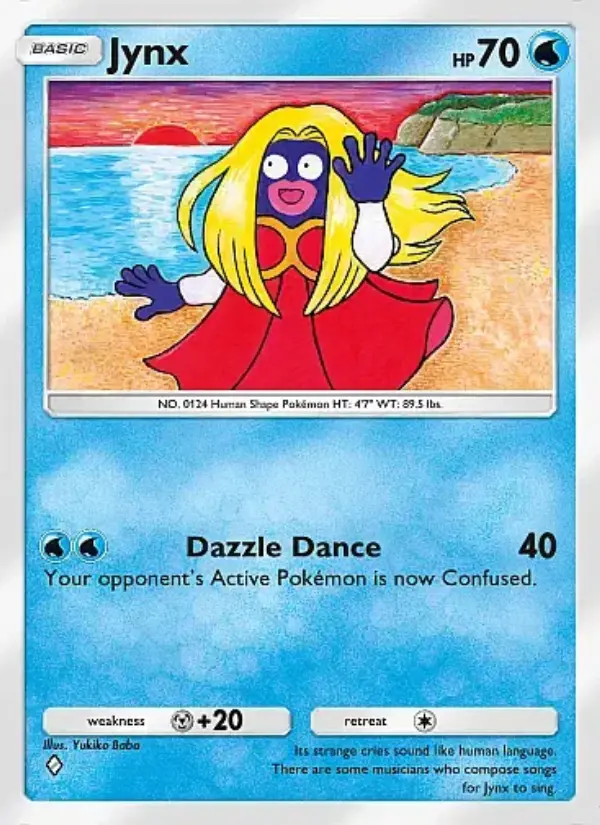 BASIC Jynx HP 70
NO. 0124 Human Shape Pokémon HT: 4'7" WT: 89.5 lbs.
Dazzle Dance 40
Your opponent's Active Pokémon is now Confused.
weakness +20 retreat
Illus. Yukiko Baba
Its strange cries sound like human language.
There are some musicians who compose songs
for Jynx to sing.